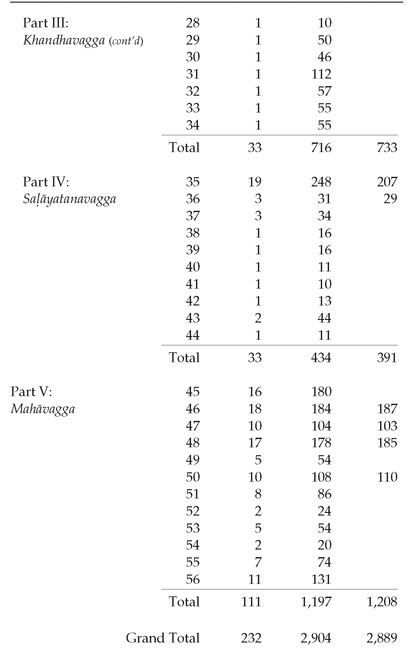 Part III: 28 1 10
Khandhavagga (cont'd) 29 1 50
30 1 46
31 1 112
32 1 57
33 1 55
34 1 55
Total 33 716 733
Part IV: 35 19 248 207
Saḷāyatanavagga 36 3 31 29
37 3 34
38 1 16
39 1 16
40 1 11
41 1 10
42 1 13
43 2 44
44 1 11
Total 33 434 391
Part V: 45 16 180
Mahāvagga 46 18 184 187
47 10 104 103
48 17 178 185
49 5 54
50 10 108 110
51 8 86
52 2 24
53 5 54
54 2 20
55 7 74
56 11 131
Total 111 1,197 1,208
Grand Total 232 2,904 2,889